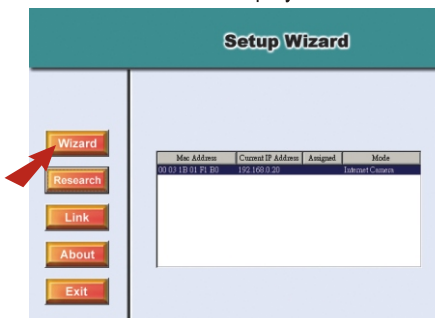 Setup Wizard
Wizard
Research
Link
About
Exit
Mac Address Current IP Address Assigned Mode
00 03 1B 01 F1 B0 192.168.0.20 Internet Camera